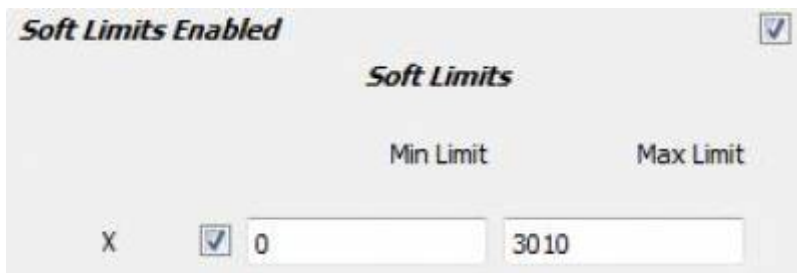 Soft Limits Enabled
Soft Limits
Min Limit Max Limit
X 0 3010